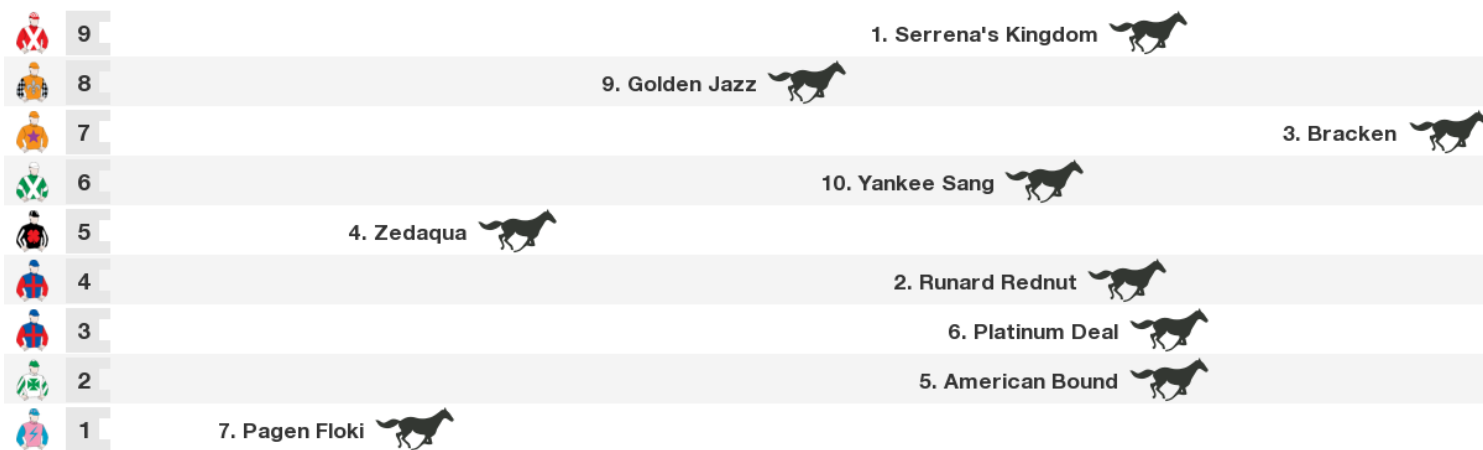 9 1. Serrena's Kingdom
8 9. Golden Jazz
7 3. Bracken
6 10. Yankee Sang
5 4. Zedaqua
4 2. Runard Rednut
3 6. Platinum Deal
2 5. American Bound
1 7. Pagen Floki